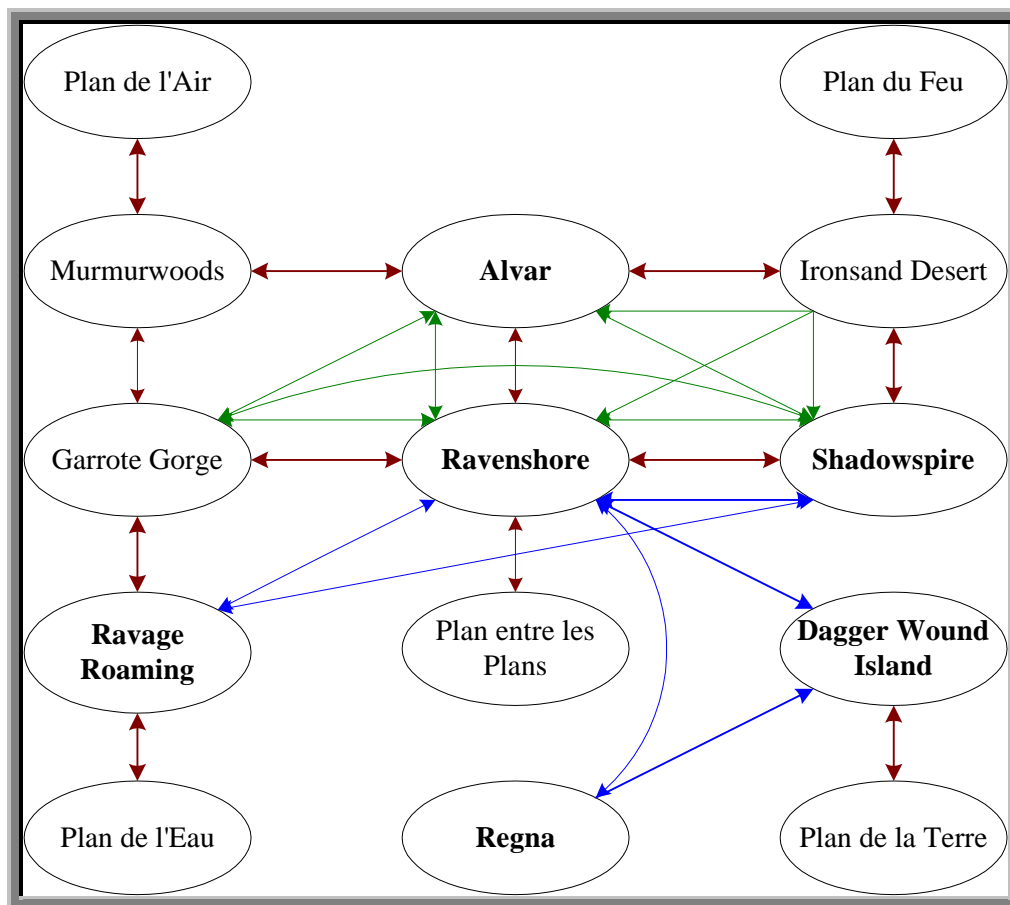 Plan de l'Air
Plan du Feu
Murmurwoods
Alvar
Ironsand Desert
Garrote Gorge
Ravenshore
Shadowspire
Ravage
Roaming
Plan entre les
Plans
Dagger Wound
Island
Plan de l'Eau
Regna
Plan de la Terre